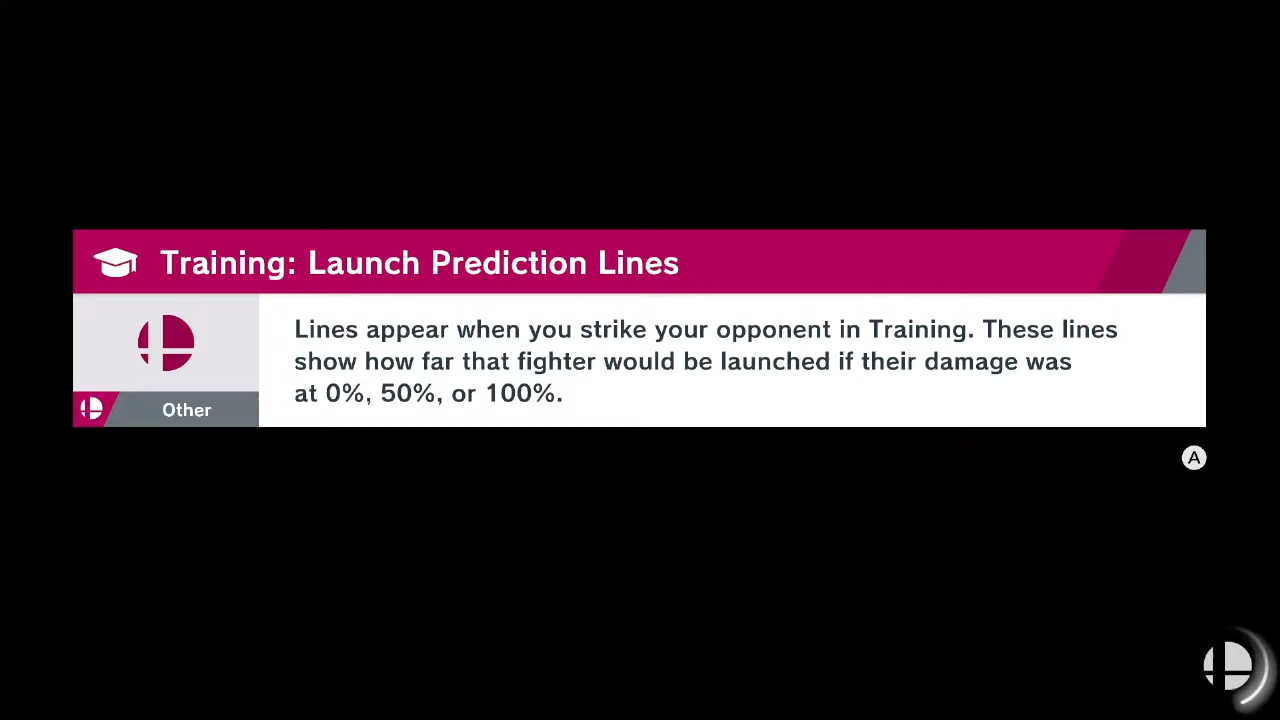 Training: Launch Prediction Lines
Lines appear when you strike your opponent in Training. These lines
show how far that fighter would be launched if their damage was
at 0%, 50%, or 100%.
Other
A